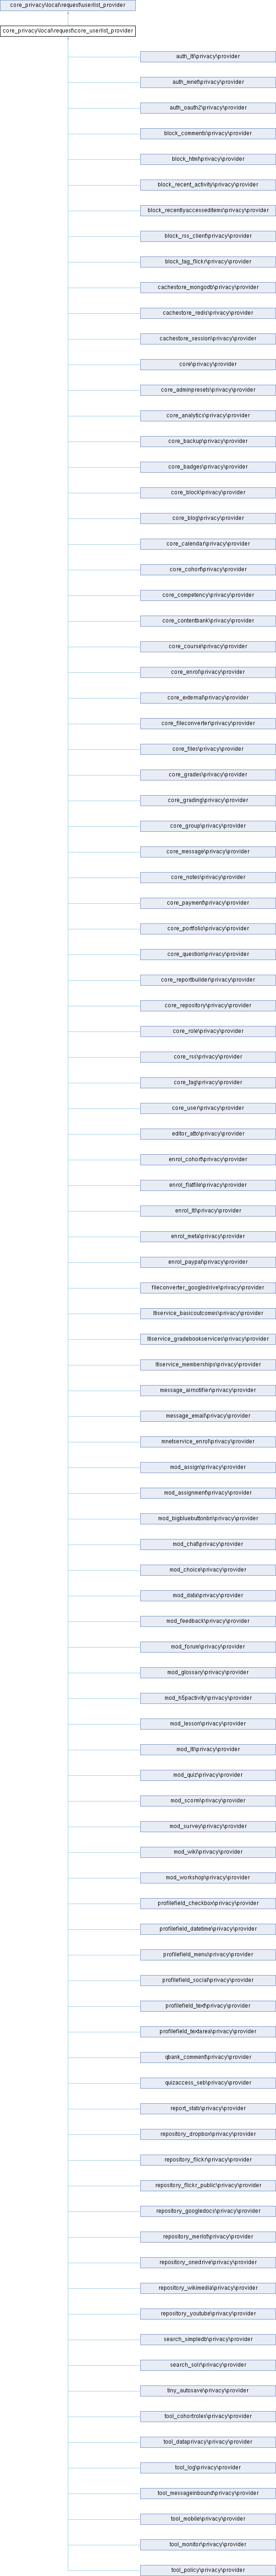 core_privacy\local\request\userlist_provider
core_privacy\local\request\core_userlist_provider
auth_lti\privacy\provider
auth_mnet\privacy\provider
auth_oauth2\privacy\provider
block_comments\privacy\provider
block_html\privacy\provider
block_recent_activity\privacy\provider
block_recentlyaccesseditems\privacy\provider
block_rss_client\privacy\provider
block_tag_flickr\privacy\provider
cachestore_mongodb\privacy\provider
cachestore_redis\privacy\provider
cachestore_session\privacy\provider
core\privacy\provider
core_adminpresets\privacy\provider
core_analytics\privacy\provider
core_backup\privacy\provider
core_badges\privacy\provider
core_block\privacy\provider
core_blog\privacy\provider
core_calendar\privacy\provider
core_cohort\privacy\provider
core_competency\privacy\provider
core_contentbank\privacy\provider
core_course\privacy\provider
core_enrol\privacy\provider
core_external\privacy\provider
core_fileconverter\privacy\provider
core_files\privacy\provider
core_grades\privacy\provider
core_grading\privacy\provider
core_group\privacy\provider
core_message\privacy\provider
core_notes\privacy\provider
core_payment\privacy\provider
core_portfolio\privacy\provider
core_question\privacy\provider
core_reportbuilder\privacy\provider
core_repository\privacy\provider
core_role\privacy\provider
core_rss\privacy\provider
core_tag\privacy\provider
core_user\privacy\provider
editor_atto\privacy\provider
enrol_cohort\privacy\provider
enrol_flatfile\privacy\provider
enrol_lti\privacy\provider
enrol_meta\privacy\provider
enrol_paypal\privacy\provider
fileconverter_googledrive\privacy\provider
ltiservice_basicoutcomes\privacy\provider
ltiservice_gradebookservices\privacy\provider
ltiservice_memberships\privacy\provider
message_airnotifier\privacy\provider
message_email\privacy\provider
mnetservice_enrol\privacy\provider
mod_assign\privacy\provider
mod_assignment\privacy\provider
mod_bigbluebuttonbn\privacy\provider
mod_chat\privacy\provider
mod_choice\privacy\provider
mod_data\privacy\provider
mod_feedback\privacy\provider
mod_forum\privacy\provider
mod_glossary\privacy\provider
mod_h5pactivity\privacy\provider
mod_lesson\privacy\provider
mod_lti\privacy\provider
mod_quiz\privacy\provider
mod_scorm\privacy\provider
mod_survey\privacy\provider
mod_wiki\privacy\provider
mod_workshop\privacy\provider
profilefield_checkbox\privacy\provider
profilefield_datetime\privacy\provider
profilefield_menu\privacy\provider
profilefield_social\privacy\provider
profilefield_text\privacy\provider
profilefield_textarea\privacy\provider
qbank_comment\privacy\provider
quizaccess_seb\privacy\provider
report_stats\privacy\provider
repository_dropbox\privacy\provider
repository_flickr\privacy\provider
repository_flickr_public\privacy\provider
repository_googledocs\privacy\provider
repository_merlot\privacy\provider
repository_onedrive\privacy\provider
repository_wikimedia\privacy\provider
repository_youtube\privacy\provider
search_simpledb\privacy\provider
search_solr\privacy\provider
tiny_autosave\privacy\provider
tool_cohortroles\privacy\provider
tool_dataprivacy\privacy\provider
tool_log\privacy\provider
tool_messageinbound\privacy\provider
tool_mobile\privacy\provider
tool_monitor\privacy\provider
tool_policy\privacy\provider